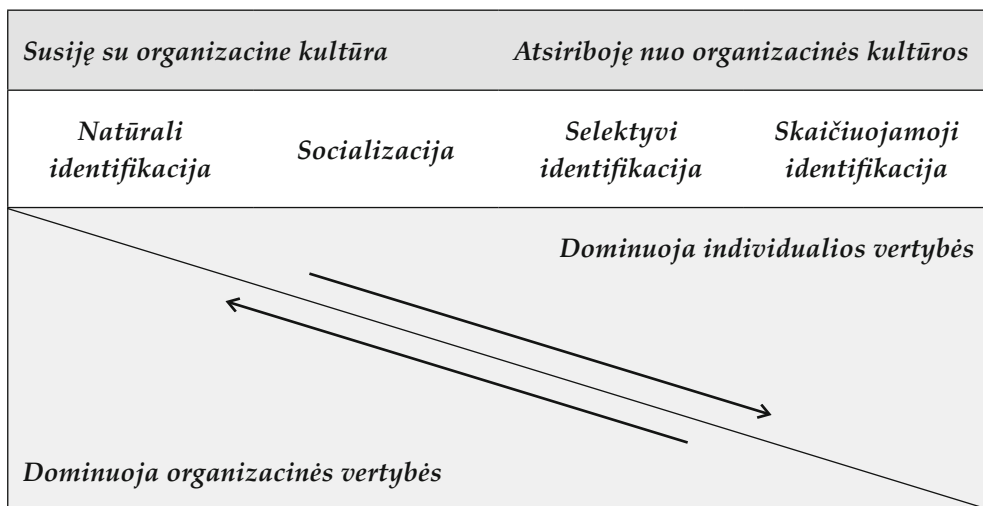 Susiję su organizacine kultūra
Atsiriboję nuo organizacinės kultūros
Natūrali
identifikacija
Socializacija
Selektyvi
identifikacija
Skaičiuojamoji
identifikacija
Dominuoja individualios vertybės
Dominuoja organizacinės vertybės